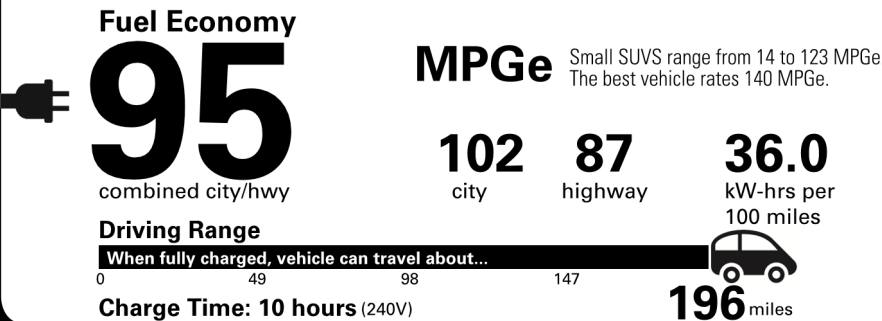 Fuel Economy
95
combined city/hwy
MPGe
Small SUVS range from 14 to 123 MPGe
The best vehicle rates 140 MPGe.
102
city
87
highway
36.0
kW-hrs per
100 miles
Driving Range
When fully charged, vehicle can travel about...
0 49 98 147
196 miles
Charge Time: 10 hours (240V)